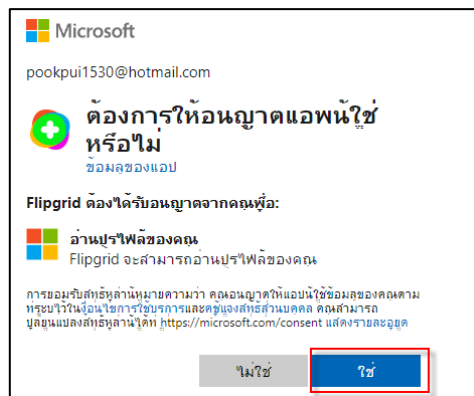 Microsoft
pookpui1530@hotmail.com
ต้องการให้อนุญาตแอพนี้ใช่
หรือไม่
ข้อมูลของแอป
Flipgrid ต้องได้รับอนุญาตจากคุณเพื่อ:
อ่านโปรไฟล์ของคุณ
Flipgrid จะสามารถอ่านโปรไฟล์ของคุณ
การยอมรับสิทธิ์เหล่านี้หมายความว่า คุณอนุญาตให้แอปนี้ใช้ข้อมูลของคุณตาม
ที่ระบุไว้ในเงื่อนไขการใช้บริการและคำชี้แจงสิทธิ์ส่วนบุคคล คุณสามารถ
เปลี่ยนแปลงสิทธิ์เหล่านี้ได้ที่ https://microsoft.com/consent แสดงรายละเอียด
ไม่ใช่
ใช่